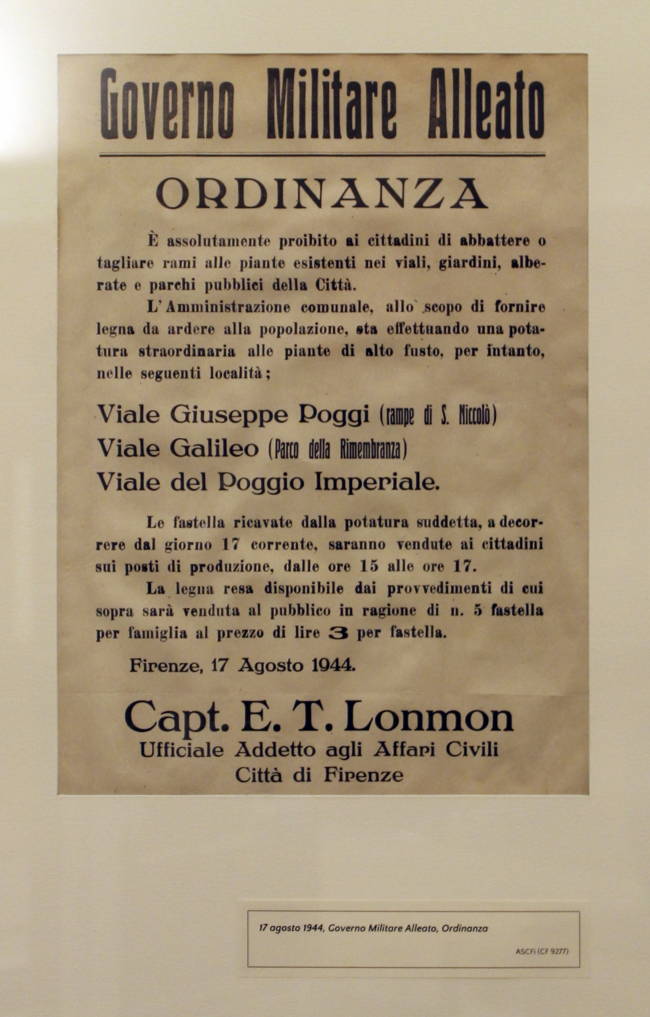 Governo Militare Alleato
ORDINANZA
È assolutamente proibito ai cittadini di abbattere o
tagliare rami alle piante esistenti nei viali, giardini, albe-
rate e parchi pubblici della Città.
L'Amministrazione comunale, allo scopo di fornire
legna da ardere alla popolazione, sta effettuando una pota-
tura straordinaria alle piante di alto fusto, per intanto,
nelle seguenti località;
Viale Giuseppe Poggi (rampe di S. Niccolò)
Viale Galileo (Parco della Rimembranza)
Viale del Poggio Imperiale.
Le fastella ricavate dalla potatura suddetta, a decor-
rere dal giorno 17 corrente, saranno vendute ai cittadini
sui posti di produzione, dalle ore 15 alle ore 17.
La legna resa disponibile dai provvedimenti di cui
sopra sarà venduta al pubblico in ragione di n. 5 fastella
per famiglia al prezzo di lire 3 per fastella.
Firenze, 17 Agosto 1944.
Capt. E. T. Lonmon
Ufficiale Addetto agli Affari Civili
Città di Firenze
17 agosto 1944, Governo Militare Alleato, Ordinanza
ASCFi (CF 9277)